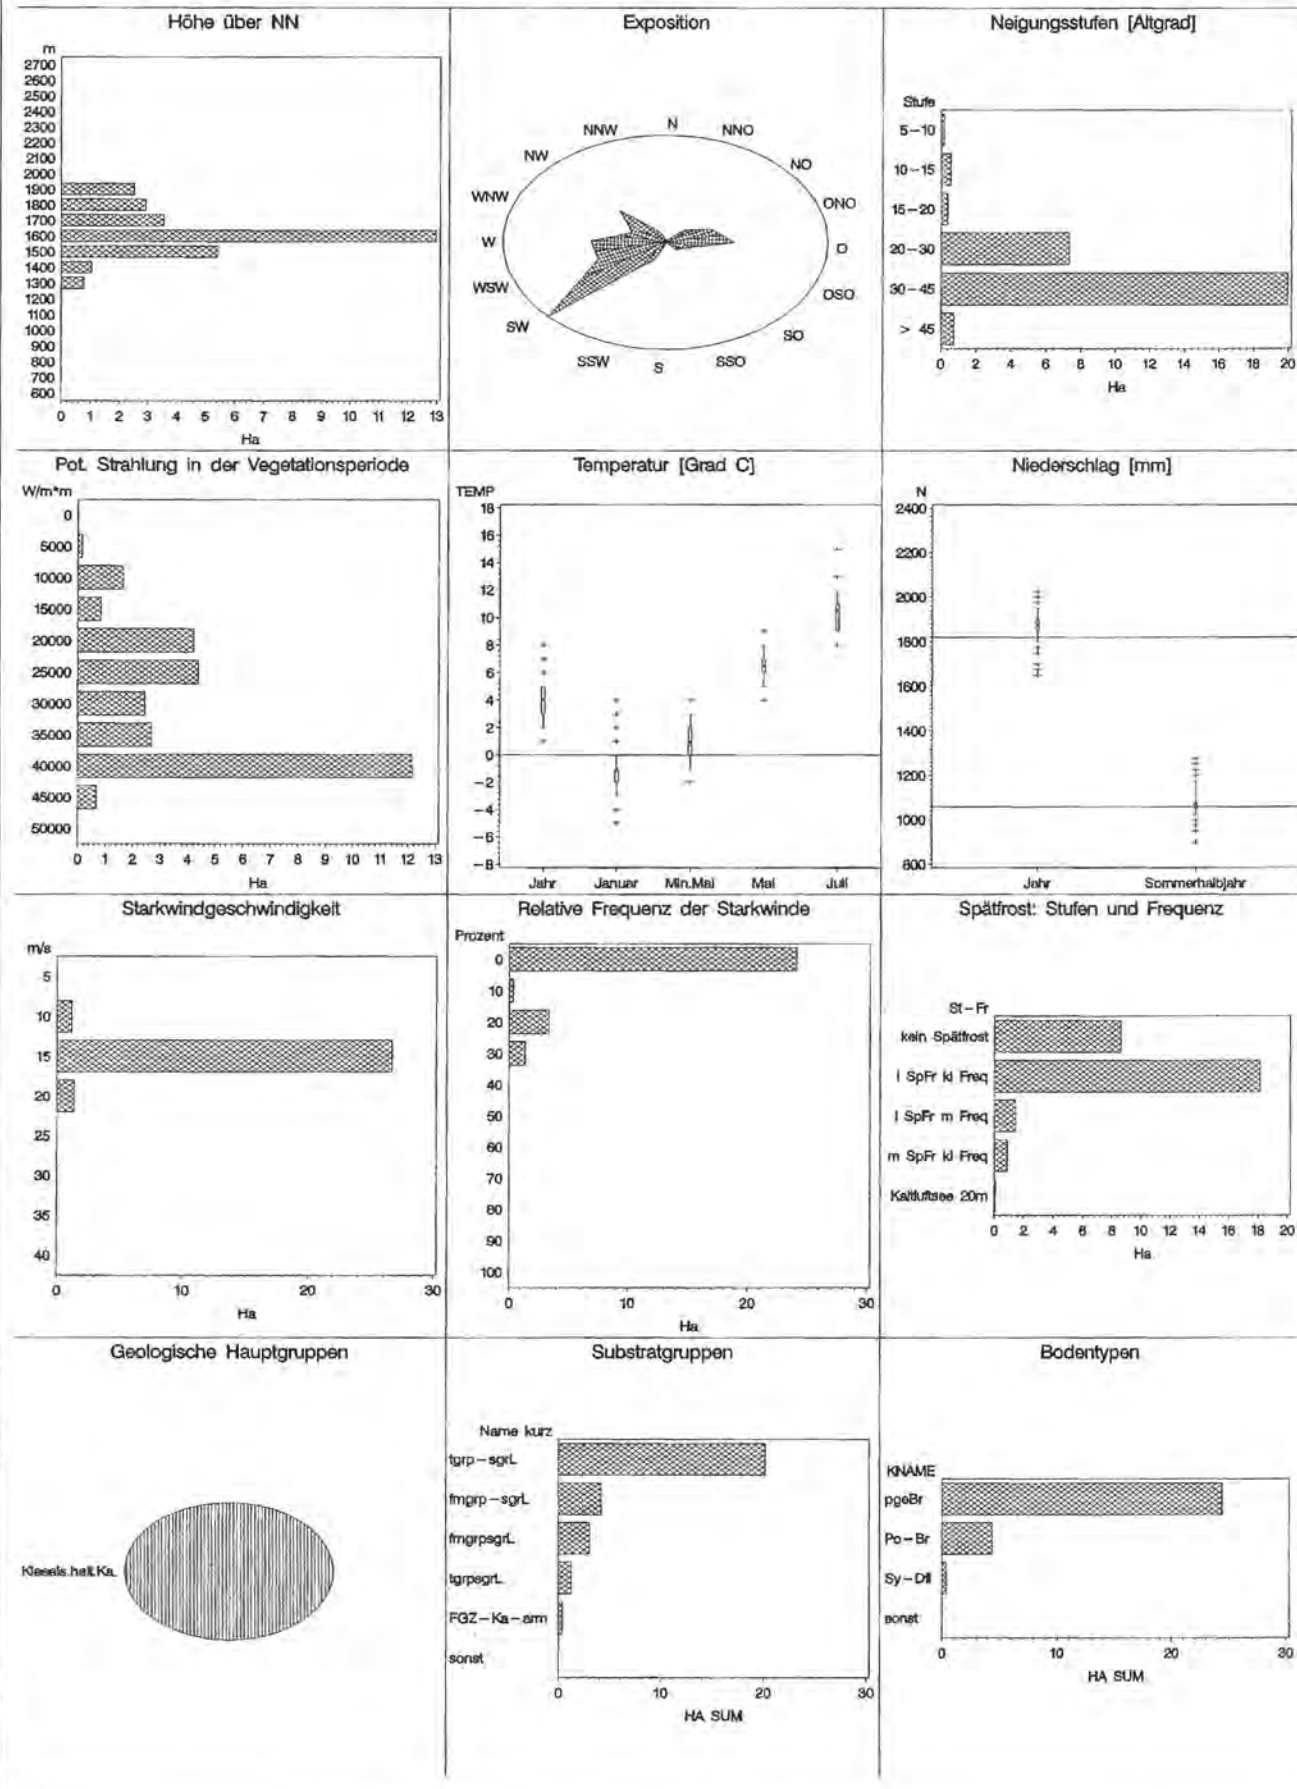 Höhe über NN
m
2700
2600
2500
2400
2300
2200
2100
2000
1900
1800
1700
1600
1500
1400
1300
1200
1100
1000
900
800
700
600
0 1 2 3 4 5 6 7 8 9 10 11 12 13
Ha
Exposition
N
NNO
NO
ONO
O
OSO
SO
SSO
S
SSW
SW
WSW
W
WNW
NW
NNW
Neigungsstufen [Altgrad]
Stufe
5-10
10-15
15-20
20-30
30-45
> 45
0 2 4 6 8 10 12 14 16 18 20
Ha
Pot. Strahlung in der Vegetationsperiode
W/m*m
0
5000
10000
15000
20000
25000
30000
35000
40000
45000
50000
0 1 2 3 4 5 6 7 8 9 10 11 12 13
Ha
Temperatur [Grad C]
TEMP
18
16
14
12
10
8
6
4
2
0
-2
-4
-6
-8
Jahr Januar Min.Mai Mai Juli
Niederschlag [mm]
N
2400
2200
2000
1800
1600
1400
1200
1000
800
Jahr Sommerhalbjahr
Starkwindgeschwindigkeit
m/s
5
10
15
20
25
30
35
40
0 10 20 30
Ha
Relative Frequenz der Starkwinde
Prozent
0
10
20
30
40
50
60
70
80
90
100
0 10 20 30
Ha
Spätfrost: Stufen und Frequenz
St-Fr
kein Spätfrost
l SpFr kl Freq
l SpFr m Freq
m SpFr kl Freq
Kaltluftsee 20m
0 2 4 6 8 10 12 14 16 18 20
Ha
Geologische Hauptgruppen
Kiesels.halt.Ka.
Substratgruppen
Name kurz
tgrp-sgrL
fmgrp-sgrL
fmgrpsgrL
tgrpsgrL
FGZ-Ka-arm
sonst
0 10 20 30
HA SUM
Bodentypen
KNAME
pgeBr
Po-Br
Sy-Dfl
sonst
0 10 20 30
HA SUM